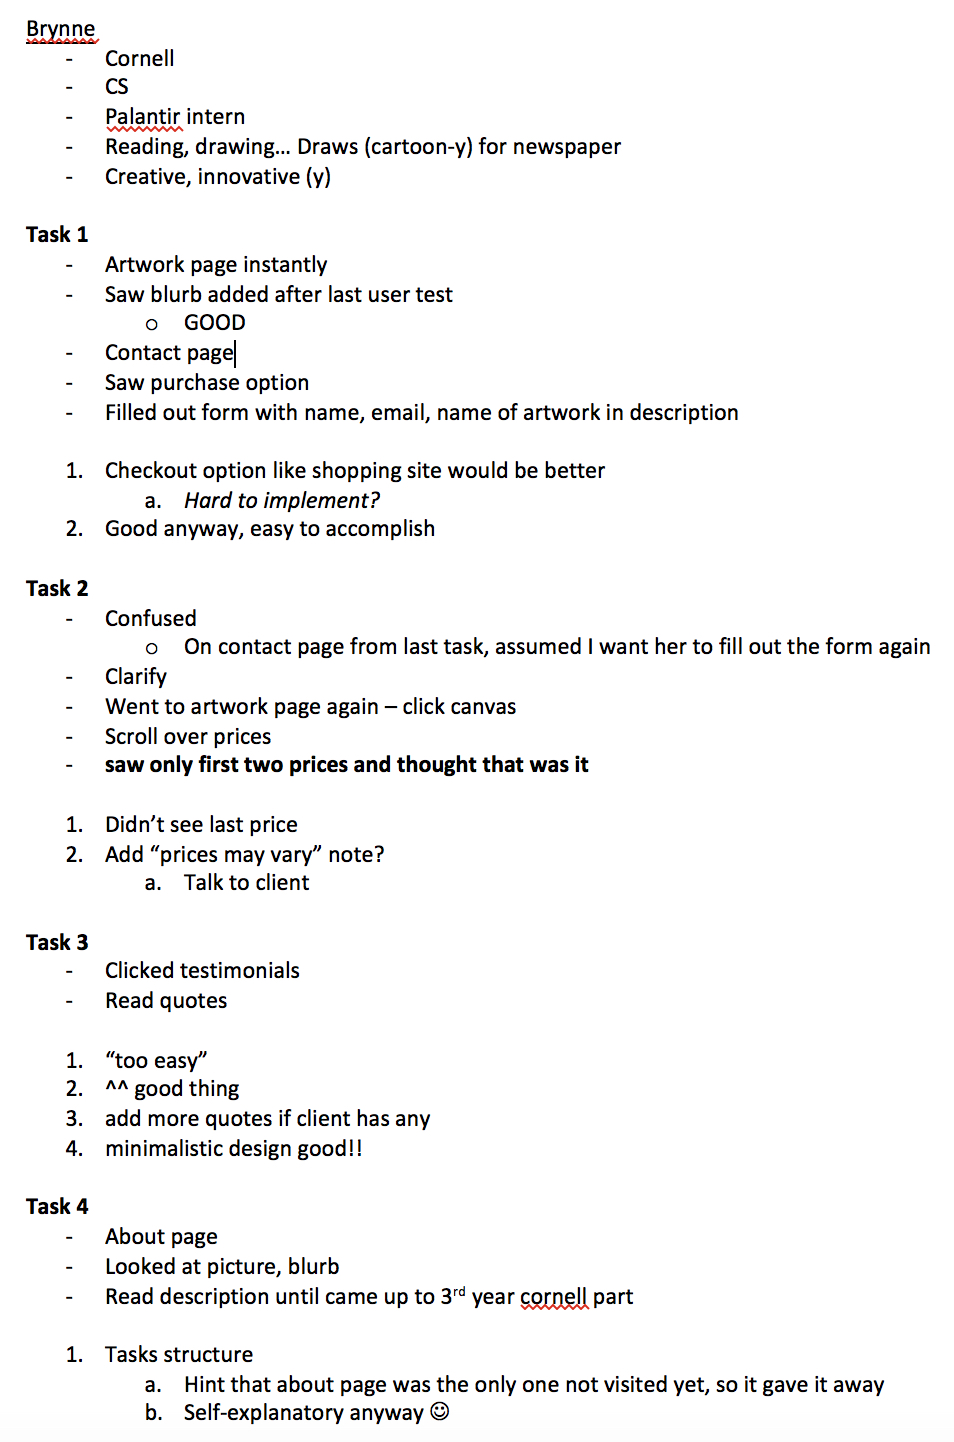 Brynne
- Cornell
- CS
- Palantir intern
- Reading, drawing... Draws (cartoon-y) for newspaper
- Creative, innovative (y)
Task 1
- Artwork page instantly
- Saw blurb added after last user test
o GOOD
- Contact page
- Saw purchase option
- Filled out form with name, email, name of artwork in description
1. Checkout option like shopping site would be better
a. Hard to implement?
2. Good anyway, easy to accomplish
Task 2
- Confused
o On contact page from last task, assumed I want her to fill out the form again
- Clarify
- Went to artwork page again – click canvas
- Scroll over prices
- saw only first two prices and thought that was it
1. Didn’t see last price
2. Add “prices may vary” note?
a. Talk to client
Task 3
- Clicked testimonials
- Read quotes
1. “too easy”
2. ^^ good thing
3. add more quotes if client has any
4. minimalistic design good!!
Task 4
- About page
- Looked at picture, blurb
- Read description until came up to 3rd year cornell part
1. Tasks structure
a. Hint that about page was the only one not visited yet, so it gave it away
b. Self-explanatory anyway ☺